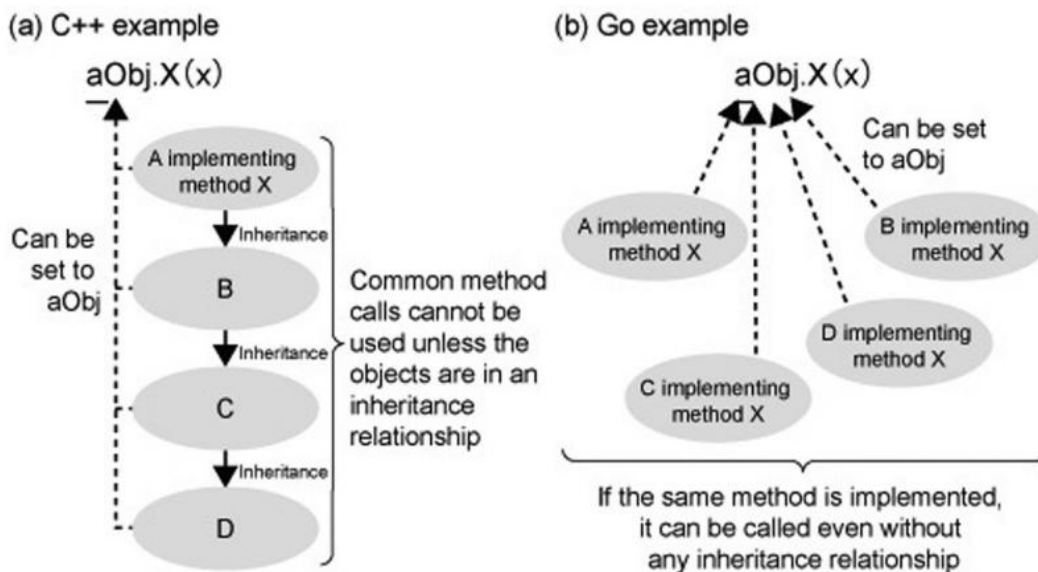 (a) C++ example
aObj.X(x)
A implementing
method X
Inheritance
Can be
set to
aObj
B
Inheritance
C
Inheritance
D
Common method
calls cannot be
used unless the
objects are in an
inheritance
relationship
(b) Go example
aObj.X(x)
Can be set
to aObj
A implementing
method X
B implementing
method X
D implementing
method X
C implementing
method X
If the same method is implemented,
it can be called even without
any inheritance relationship